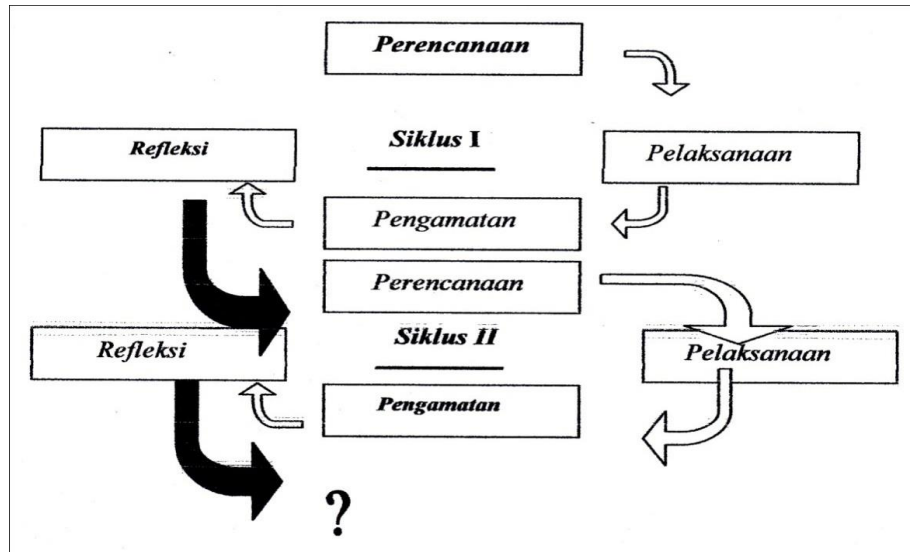 Perencanaan
Refleksi
Siklus I
Pelaksanaan
Pengamatan
Perencanaan
Refleksi
Siklus II
Pelaksanaan
Pengamatan
?